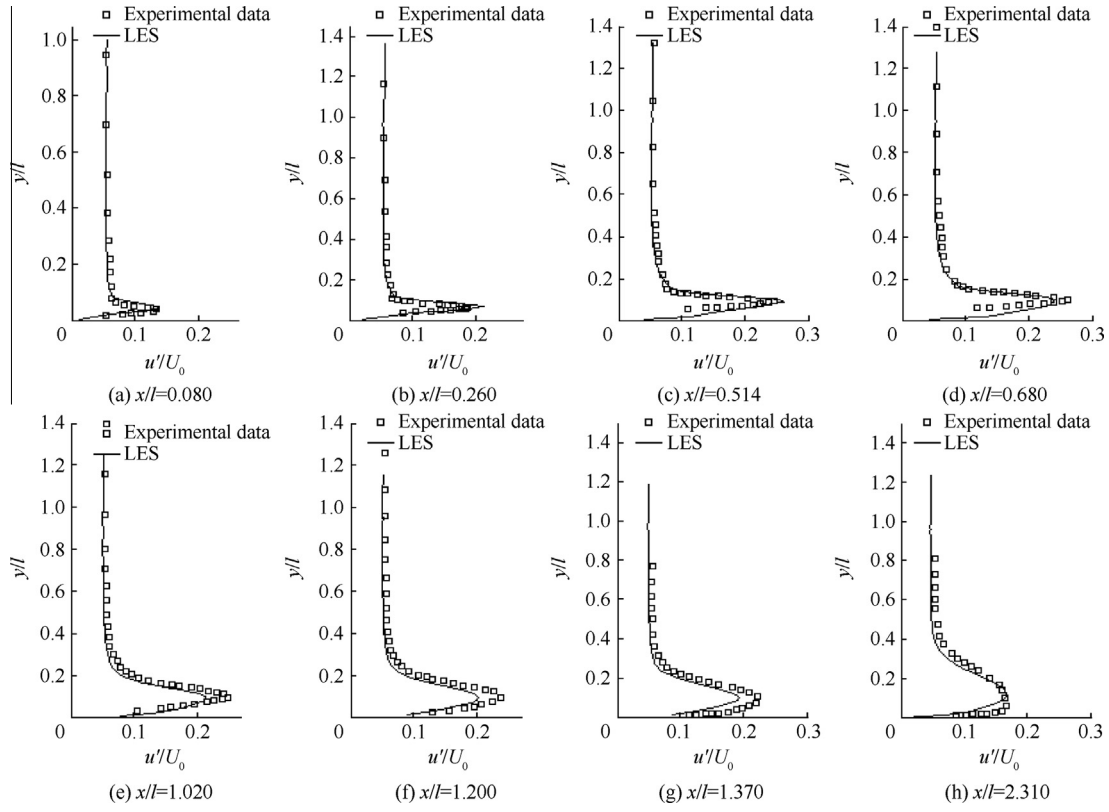 Experimental data
LES
1.0
0.8
0.6
0.4
0.2
0
0.1
0.2
y/l
u'/U0
(a) x/l=0.080
Experimental data
LES
1.4
1.2
1.0
0.8
0.6
0.4
0.2
0
0.1
0.2
y/l
u'/U0
(b) x/l=0.260
Experimental data
LES
1.4
1.2
1.0
0.8
0.6
0.4
0.2
0
0.1
0.2
0.3
y/l
u'/U0
(c) x/l=0.514
Experimental data
LES
1.4
1.2
1.0
0.8
0.6
0.4
0.2
0
0.1
0.2
0.3
y/l
u'/U0
(d) x/l=0.680
Experimental data
LES
1.4
1.2
1.0
0.8
0.6
0.4
0.2
0
0.1
0.2
y/l
u'/U0
(e) x/l=1.020
Experimental data
LES
1.4
1.2
1.0
0.8
0.6
0.4
0.2
0
0.1
0.2
y/l
u'/U0
(f) x/l=1.200
Experimental data
LES
1.4
1.2
1.0
0.8
0.6
0.4
0.2
0
0.1
0.2
0.3
y/l
u'/U0
(g) x/l=1.370
Experimental data
LES
1.4
1.2
1.0
0.8
0.6
0.4
0.2
0
0.1
0.2
0.3
y/l
u'/U0
(h) x/l=2.310